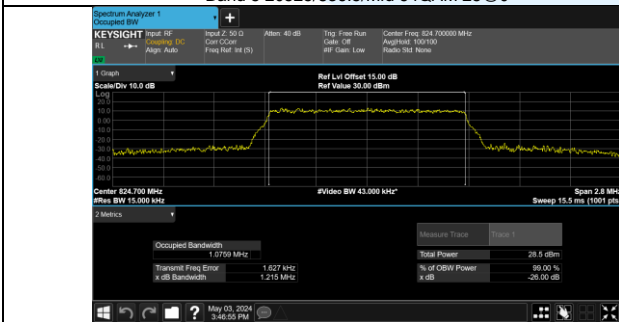 Spectrum Analyzer 1
Occupied BW
+
KEYSIGHT
R L
Input: RF
Coupling: DC
Align: Auto
Input Z: 50 Ω
Corr CCorr
Freq Ref: Int (S)
Atten: 40 dB
Trig: Free Run
Gate: Off
#IF Gain: Low
Center Freq: 824.700000 MHz
Avg|Hold: 100/100
Radio Std: None
1 Graph
Scale/Div 10.0 dB
Ref Lvl Offset 15.00 dB
Ref Value 30.00 dBm
Log
20.0
10.0
0.00
-10.0
-20.0
-30.0
-40.0
-50.0
-60.0
Center 824.700 MHz
#Res BW 15.000 kHz
#Video BW 43.000 kHz*
Span 2.8 MHz
Sweep 15.5 ms (1001 pts
2 Metrics
Measure Trace
Trace 1
Occupied Bandwidth
1.0759 MHz
Total Power
28.5 dBm
Transmit Freq Error
1.627 kHz
% of OBW Power
99.00 %
x dB Bandwidth
1.215 MHz
x dB
-26.00 dB
?
May 03, 2024
3:46:55 PM